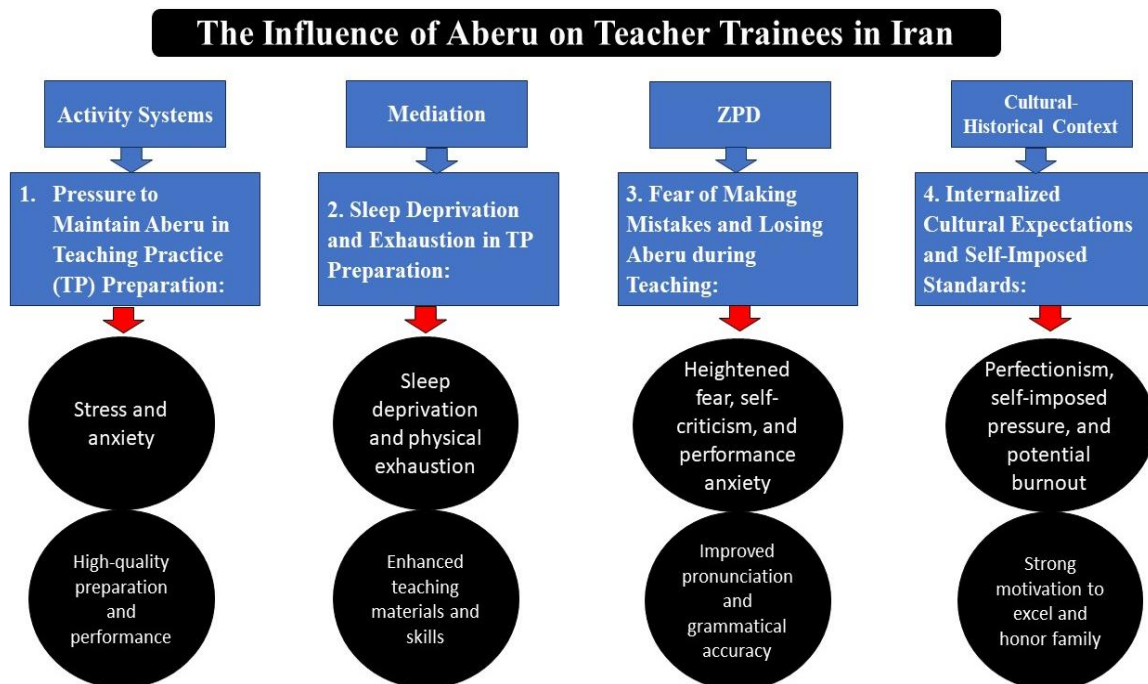 The Influence of Aberu on Teacher Trainees in Iran
Activity Systems
1. Pressure to
Maintain Aberu in
Teaching Practice
(TP) Preparation:
Stress and
anxiety
High-quality
preparation
and
performance
Mediation
2. Sleep Deprivation
and Exhaustion in TP
Preparation:
Sleep
deprivation
and physical
exhaustion
Enhanced
teaching
materials and
skills
ZPD
3. Fear of Making
Mistakes and Losing
Aberu during
Teaching:
Heightened
fear, self-
criticism, and
performance
anxiety
Improved
pronunciation
and
grammatical
accuracy
Cultural-
Historical Context
4. Internalized
Cultural Expectations
and Self-Imposed
Standards:
Perfectionism,
self-imposed
pressure, and
potential
burnout
Strong
motivation to
excel and
honor family